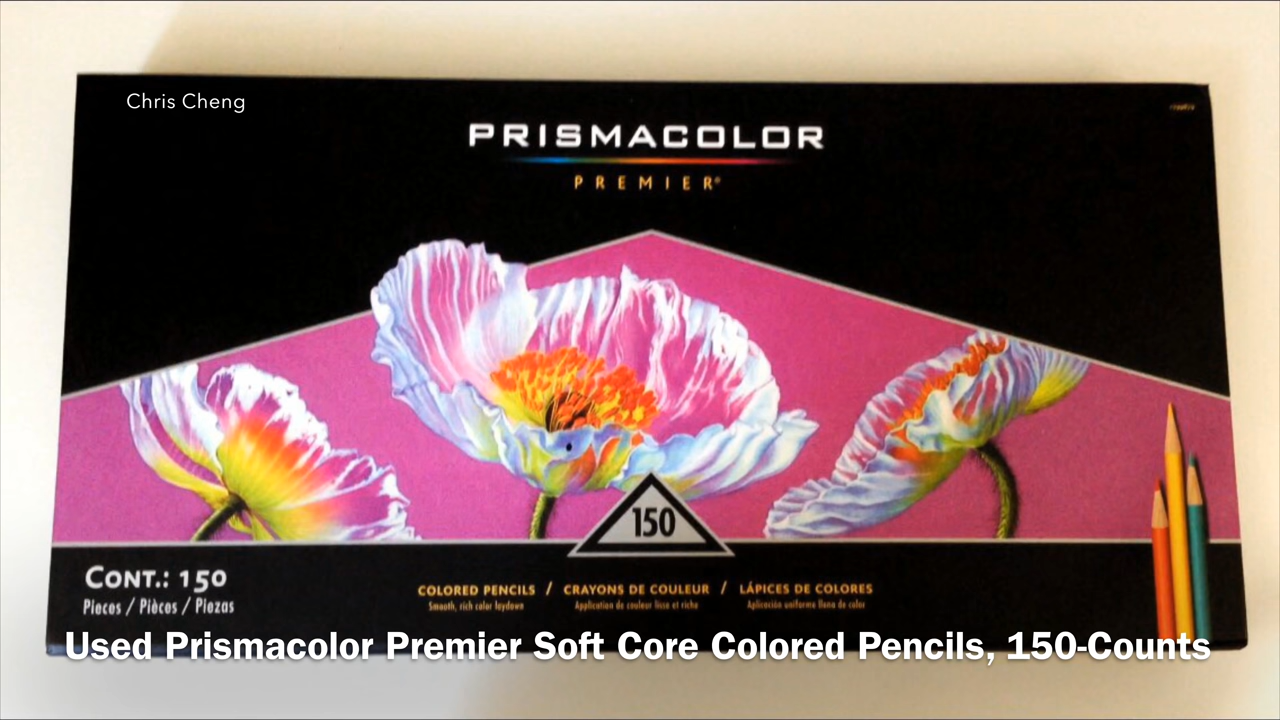 Chris Cheng
PRISMACOLOR
PREMIER®
150
CONT.: 150
Pieces / Pièces / Piezas
COLORED PENCILS / CRAYONS DE COULEUR / LÁPICES DE COLORES
Smooth, rich color laydown Application de couleur lisse et riche Aplicación uniforme llena de color
Used Prismacolor Premier Soft Core Colored Pencils, 150-Counts